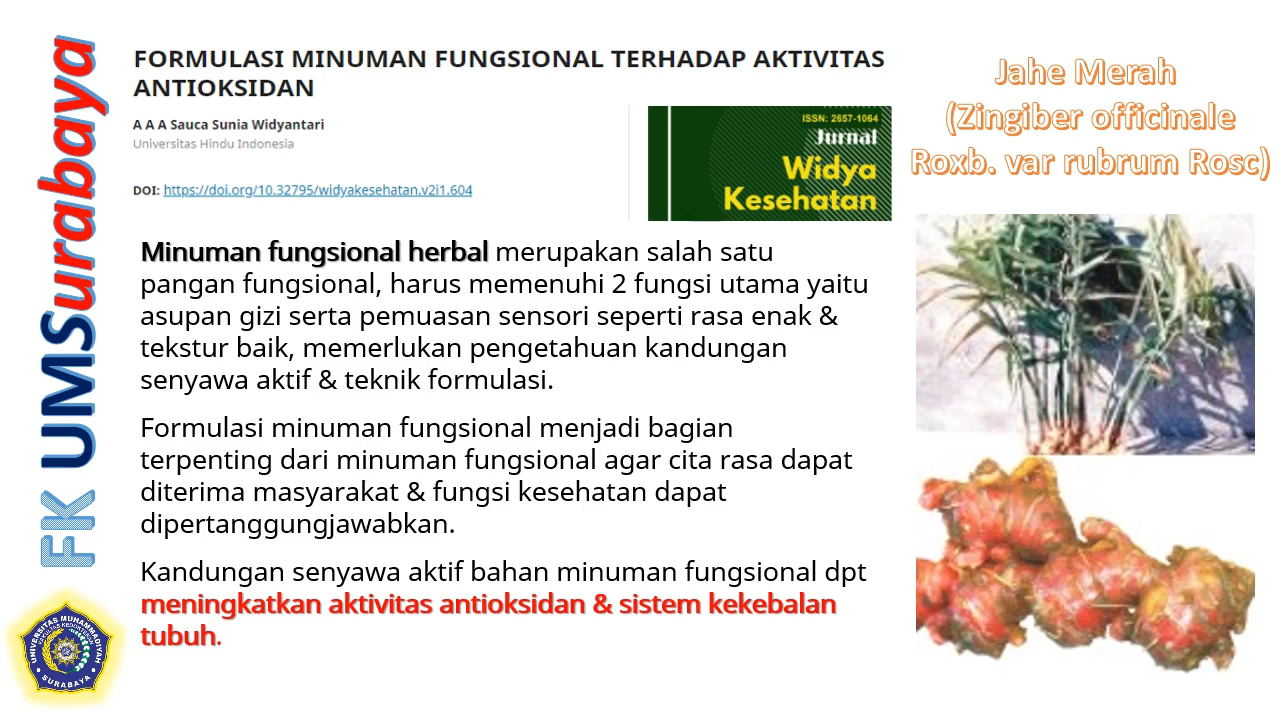 FK UMSurabaya
FORMULASI MINUMAN FUNGSIONAL TERHADAP AKTIVITAS
ANTIOKSIDAN
A A A Sauca Sunia Widyantari
Universitas Hindu Indonesia
DOI: https://doi.org/10.32795/widyakesehatan.v2i1.604
ISSN: 2657-1064
Jurnal
Widya
Kesehatan
Jahe Merah
(Zingiber officinale
Roxb. var rubrum Rosc)
Minuman fungsional herbal merupakan salah satu
pangan fungsional, harus memenuhi 2 fungsi utama yaitu
asupan gizi serta pemuasan sensori seperti rasa enak &
tekstur baik, memerlukan pengetahuan kandungan
senyawa aktif & teknik formulasi.
Formulasi minuman fungsional menjadi bagian
terpenting dari minuman fungsional agar cita rasa dapat
diterima masyarakat & fungsi kesehatan dapat
dipertanggungjawabkan.
Kandungan senyawa aktif bahan minuman fungsional dpt
meningkatkan aktivitas antioksidan & sistem kekebalan
tubuh.
UNIVERSITAS MUHAMMADIYAH
FAKULTAS KEDOKTERAN
SURABAYA